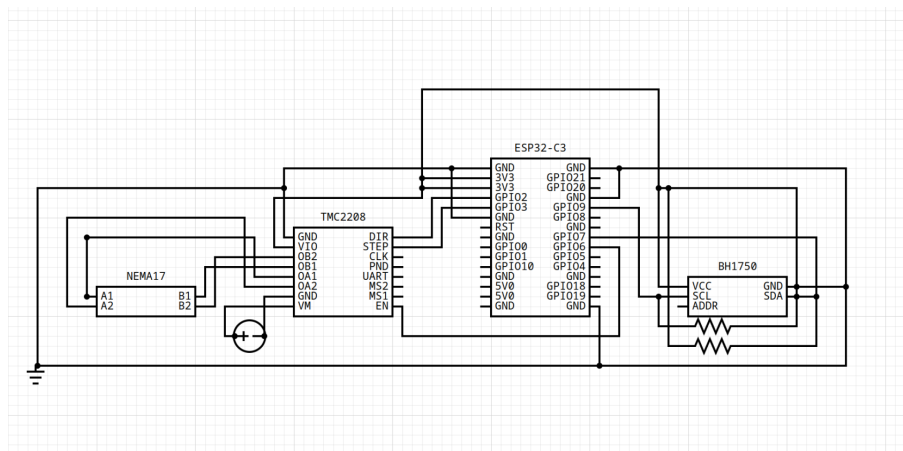 ESP32-C3
GND GND
3V3 GPIO21
3V3 GPIO20
GPIO2 GND
GPIO3 GPIO9
GND GPIO8
RST GND
GND GPIO7
GPIO0 GPIO6
GPIO1 GPIO5
GPIO10 GPIO4
GND GND
5V0 GPIO18
5V0 GPIO19
GND GND
TMC2208
GND DIR
VIO STEP
OB2 CLK
OB1 PND
OA1 UART
OA2 MS2
GND MS1
VM EN
NEMA17
A1 B1
A2 B2
BH1750
VCC GND
SCL SDA
ADDR